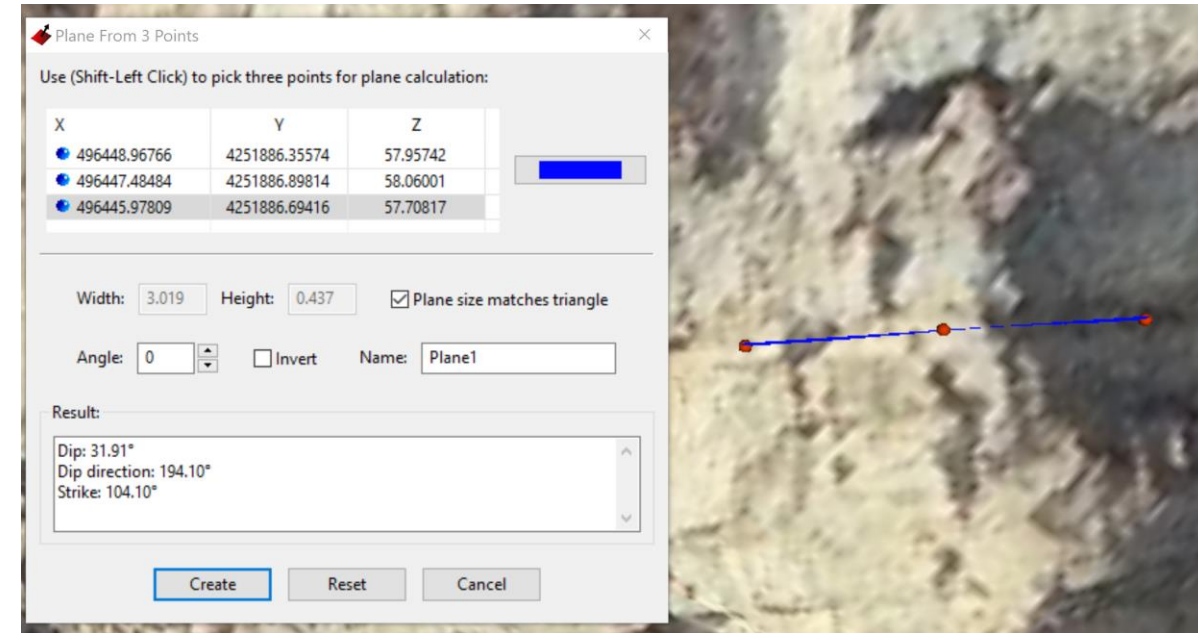 Plane From 3 Points
Use (Shift-Left Click) to pick three points for plane calculation:
X Y Z
496448.96766 4251886.35574 57.95742
496447.48484 4251886.89814 58.06001
496445.97809 4251886.69416 57.70817
Width: 3.019 Height: 0.437 Plane size matches triangle
Angle: 0 Invert Name: Plane1
Result:
Dip: 31.91°
Dip direction: 194.10°
Strike: 104.10°
Create Reset Cancel